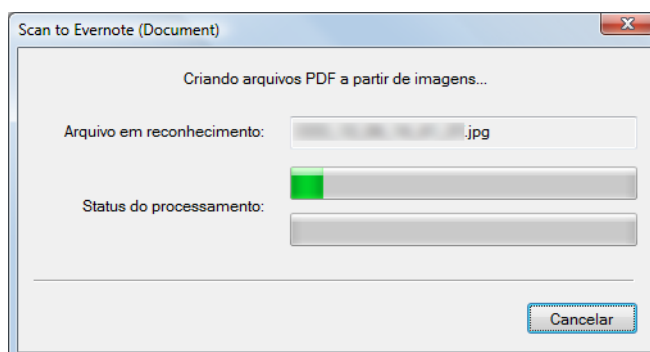 Scan to Evernote (Document)
Criando arquivos PDF a partir de imagens...
Arquivo em reconhecimento:
.jpg
Status do processamento:
Cancelar